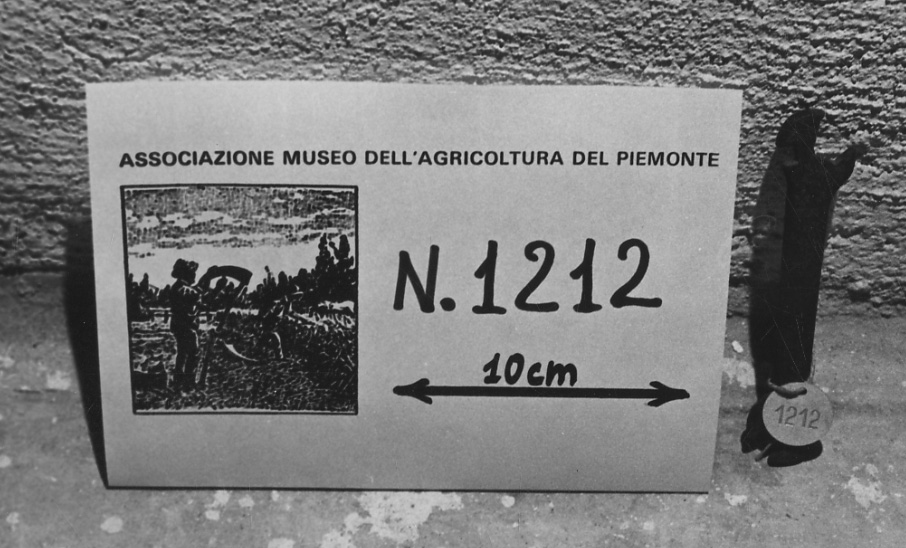 ASSOCIAZIONE MUSEO DELL'AGRICOLTURA DEL PIEMONTE
N. 1212
10cm
1212